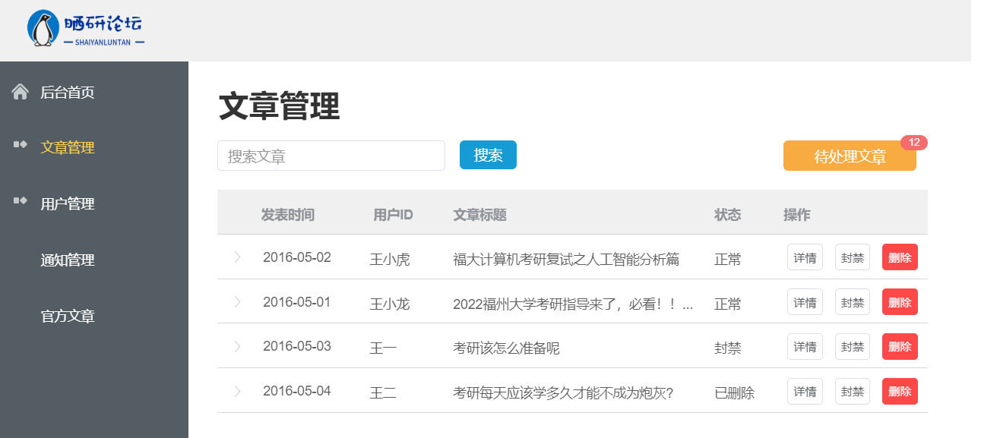 晒研论坛
SHAIYANLUNTAN
后台首页
文章管理
用户管理
通知管理
官方文章
文章管理
搜索文章 搜索 待处理文章 12
发表时间 用户ID 文章标题 状态 操作
2016-05-02 王小虎 福大计算机考研复试之人工智能分析篇 正常 详情 封禁 删除
2016-05-01 王小龙 2022福州大学考研指导来了，必看！！... 正常 详情 封禁 删除
2016-05-03 王一 考研该怎么准备呢 封禁 详情 封禁 删除
2016-05-04 王二 考研每天应该学多久才能不成为炮灰? 已删除 详情 封禁 删除